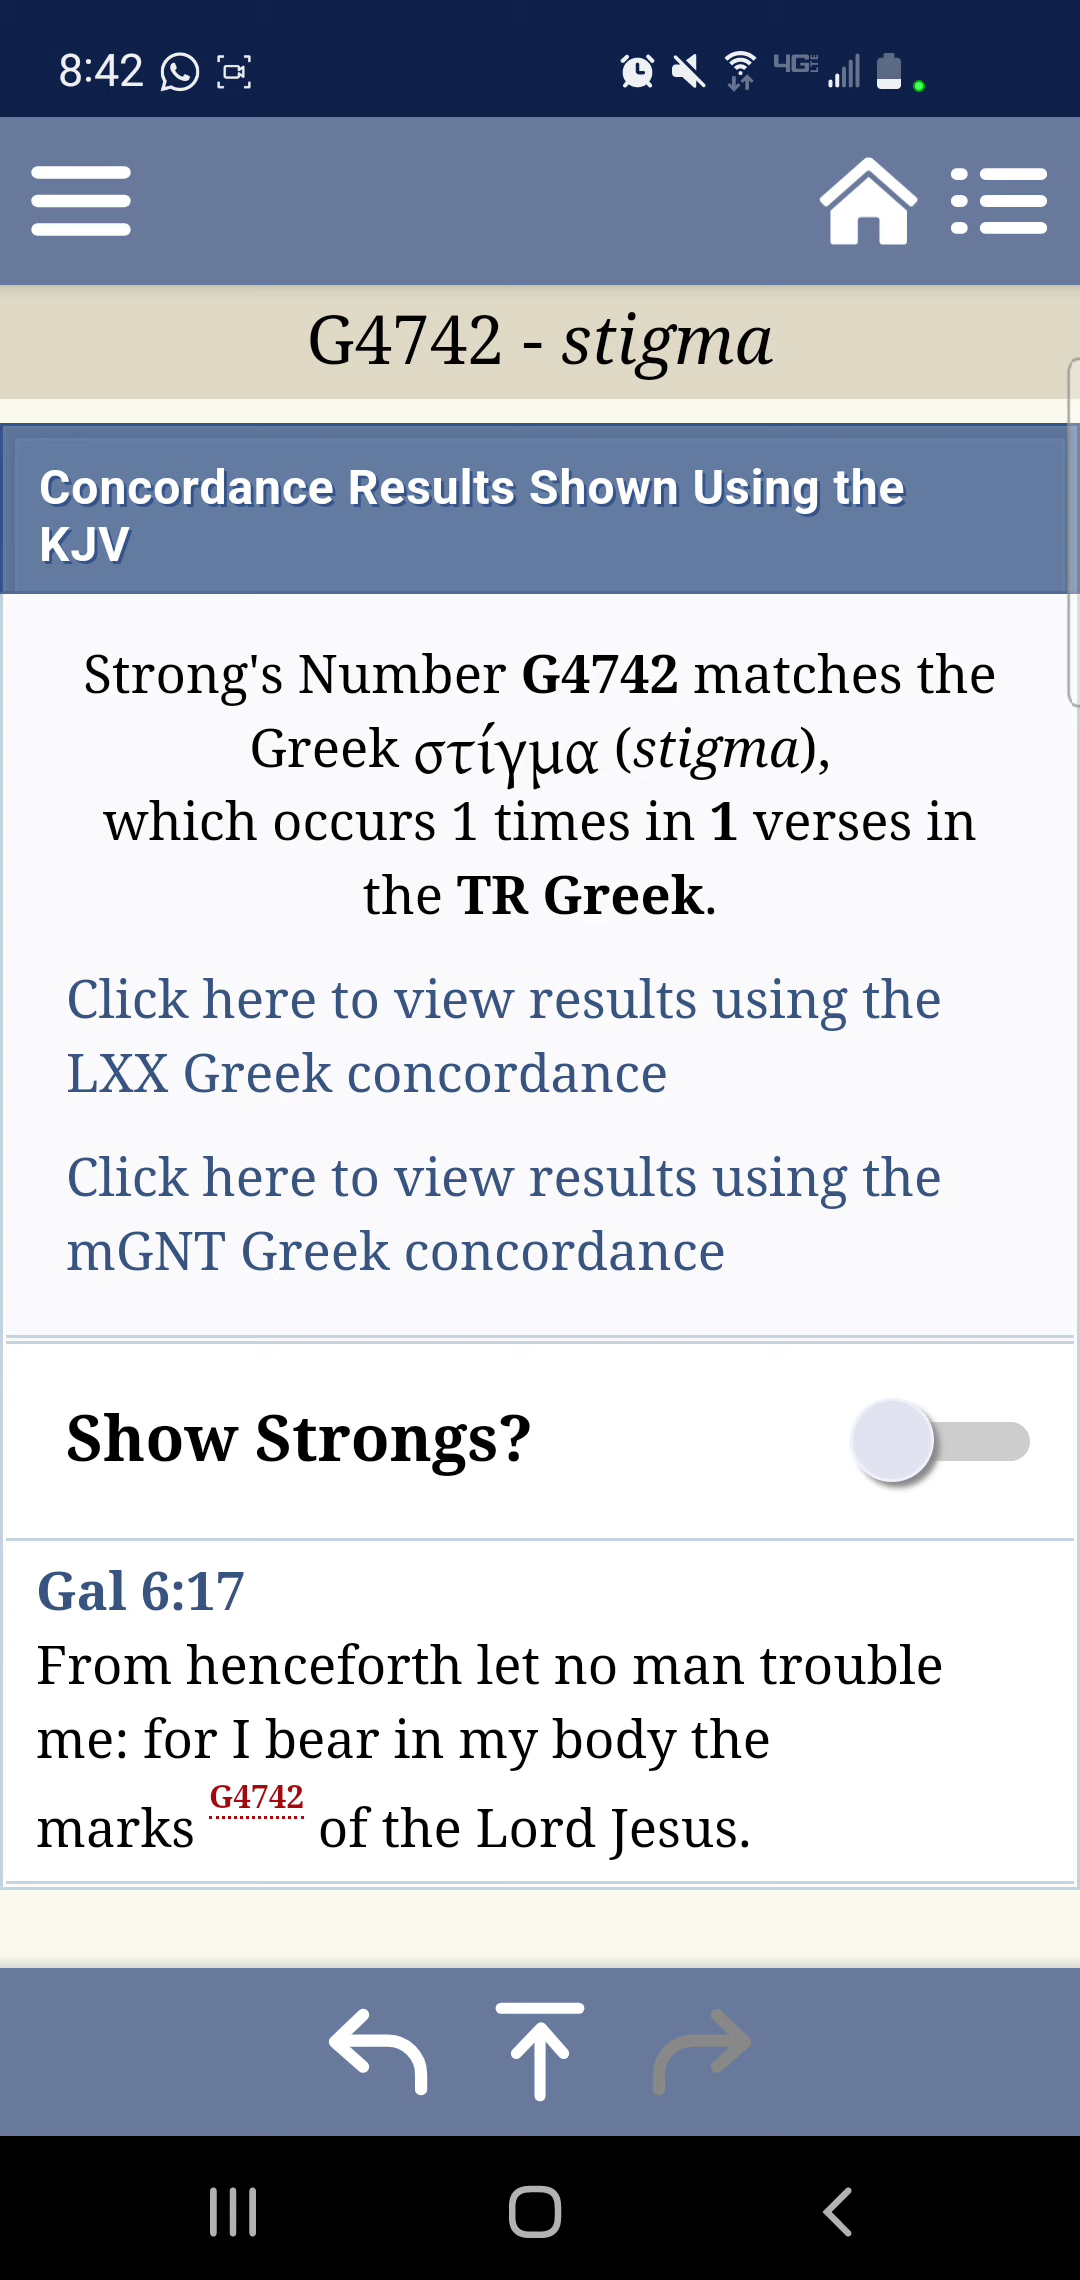 8:42
4G LTE
G4742 - stigma
Concordance Results Shown Using the
KJV
Strong's Number G4742 matches the
Greek στίγμα (stigma),
which occurs 1 times in 1 verses in
the TR Greek.
Click here to view results using the
LXX Greek concordance
Click here to view results using the
mGNT Greek concordance
Show Strongs?
Gal 6:17
From henceforth let no man trouble
me: for I bear in my body the
marks G4742 of the Lord Jesus.